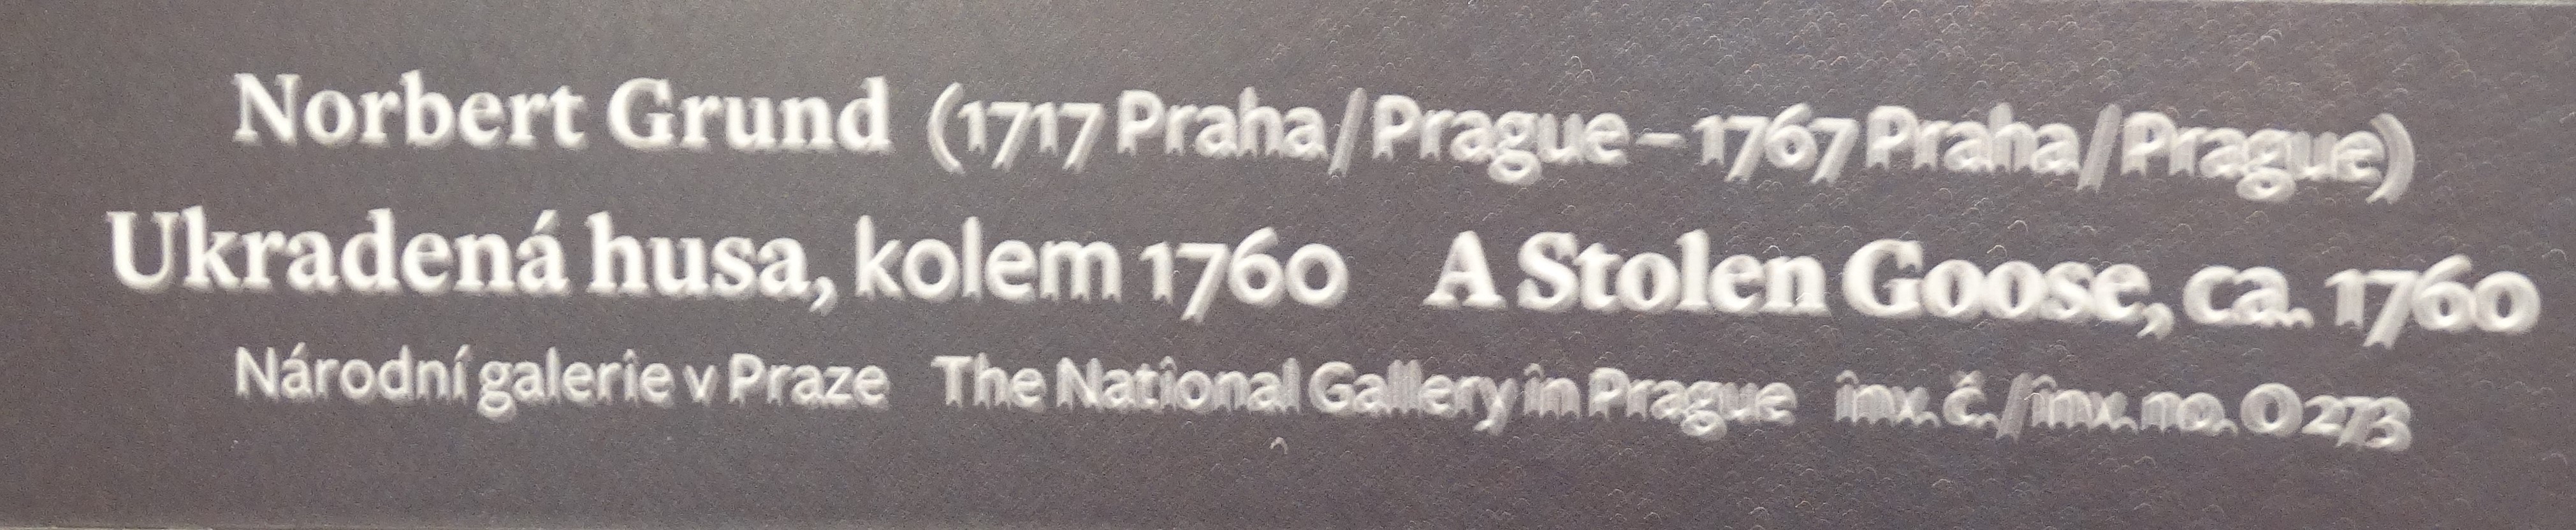 Norbert Grund (1717 Praha/Prague – 1767 Praha/Prague)
Ukradená husa, kolem 1760 A Stolen Goose, ca. 1760
Národní galerie v Praze The National Gallery in Prague inv. č./inv. no. O 273